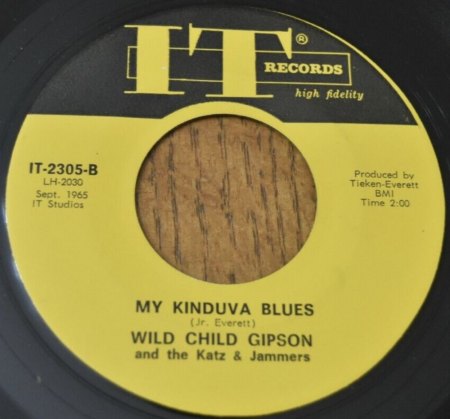 IT ®
RECORDS
high fidelity
IT-2305-B
LH-2030
Sept. 1965
IT Studios
Produced by
Tieken-Everett
BMI
Time 2:00
MY KINDUVA BLUES
(Jr. Everett)
WILD CHILD GIPSON
and the Katz & Jammers